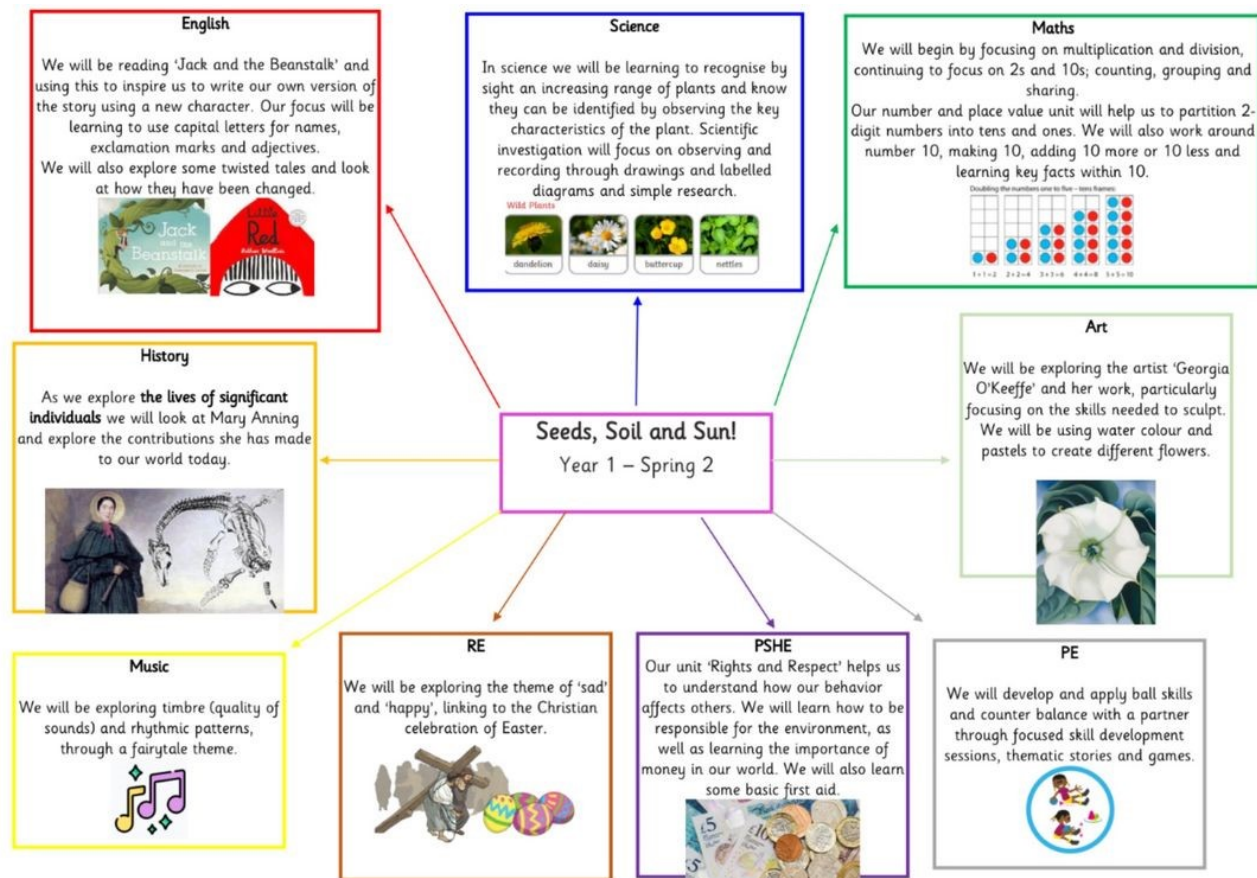 English
We will be reading 'Jack and the Beanstalk' and
using this to inspire us to write our own version
of the story using a new character. Our focus will be
learning to use capital letters for names,
exclamation marks and adjectives.
We will also explore some twisted tales and look
at how they have been changed.
Jack
and the
Beanstalk
Little
Red
Science
In science we will be learning to recognise by
sight an increasing range of plants and know
they can be identified by observing the key
characteristics of the plant. Scientific
investigation will focus on observing and
recording through drawings and labelled
diagrams and simple research.
Wild Plants
dandelion
daisy
buttercup
nettles
Maths
We will begin by focusing on multiplication and division,
continuing to focus on 2s and 10s; counting, grouping and
sharing.
Our number and place value unit will help us to partition 2-
digit numbers into tens and ones. We will also work around
number 10, making 10, adding 10 more or 10 less and
learning key facts within 10.
Doubling the numbers one to five – tens frames:
1 + 1 = 2
2 + 2 = 4
3 + 3 = 6
4 + 4 = 8
5 + 5 = 10
History
As we explore the lives of significant
individuals we will look at Mary Anning
and explore the contributions she has made
to our world today.
Seeds, Soil and Sun!
Year 1 – Spring 2
Art
We will be exploring the artist 'Georgia
O'Keeffe' and her work, particularly
focusing on the skills needed to sculpt.
We will be using water colour and
pastels to create different flowers.
Music
We will be exploring timbre (quality of
sounds) and rhythmic patterns,
through a fairytale theme.
RE
We will be exploring the theme of 'sad'
and 'happy', linking to the Christian
celebration of Easter.
PSHE
Our unit 'Rights and Respect' helps us
to understand how our behavior
affects others. We will learn how to be
responsible for the environment, as
well as learning the importance of
money in our world. We will also learn
some basic first aid.
£5
£10
PE
We will develop and apply ball skills
and counter balance with a partner
through focused skill development
sessions, thematic stories and games.